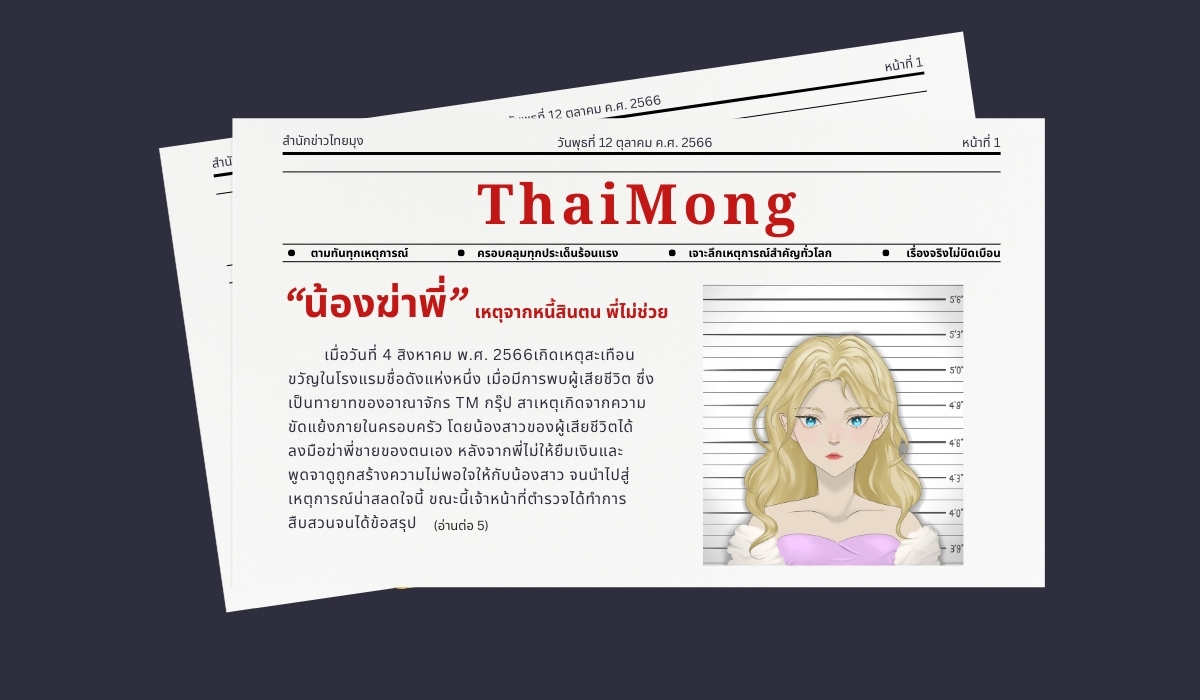 หน้าที่ 1
วันพุธที่ 12 ตุลาคม ค.ศ. 2566
สำนักข่าวไทยมุง วันพุธที่ 12 ตุลาคม ค.ศ. 2566 หน้าที่ 1
ThaiMong
ตามทันทุกเหตุการณ์ ครอบคลุมทุกประเด็นร้อนแรง เจาะลึกเหตุการณ์สำคัญทั่วโลก เรื่องจริงไม่บิดเบือน
“น้องฆ่าพี่” เหตุจากหนี้สินตน พี่ไม่ช่วย
เมื่อวันที่ 4 สิงหาคม พ.ศ. 2566เกิดเหตุสะเทือน
ขวัญในโรงแรมชื่อดังแห่งหนึ่ง เมื่อมีการพบผู้เสียชีวิต ซึ่ง
เป็นทายาทของอาณาจักร TM กรุ๊ป สาเหตุเกิดจากความ
ขัดแย้งภายในครอบครัว โดยน้องสาวของผู้เสียชีวิตได้
ลงมือฆ่าพี่ชายของตนเอง หลังจากพี่ไม่ให้ยืมเงินและ
พูดจาดูถูกสร้างความไม่พอใจให้กับน้องสาว จนนำไปสู่
เหตุการณ์น่าสลดใจนี้ ขณะนี้เจ้าหน้าที่ตำรวจได้ทำการ
สืบสวนจนได้ข้อสรุป (อ่านต่อ 5)
5'6"
5'3"
5'0"
4'9"
4'6"
4'3"
4'0"
3'9"